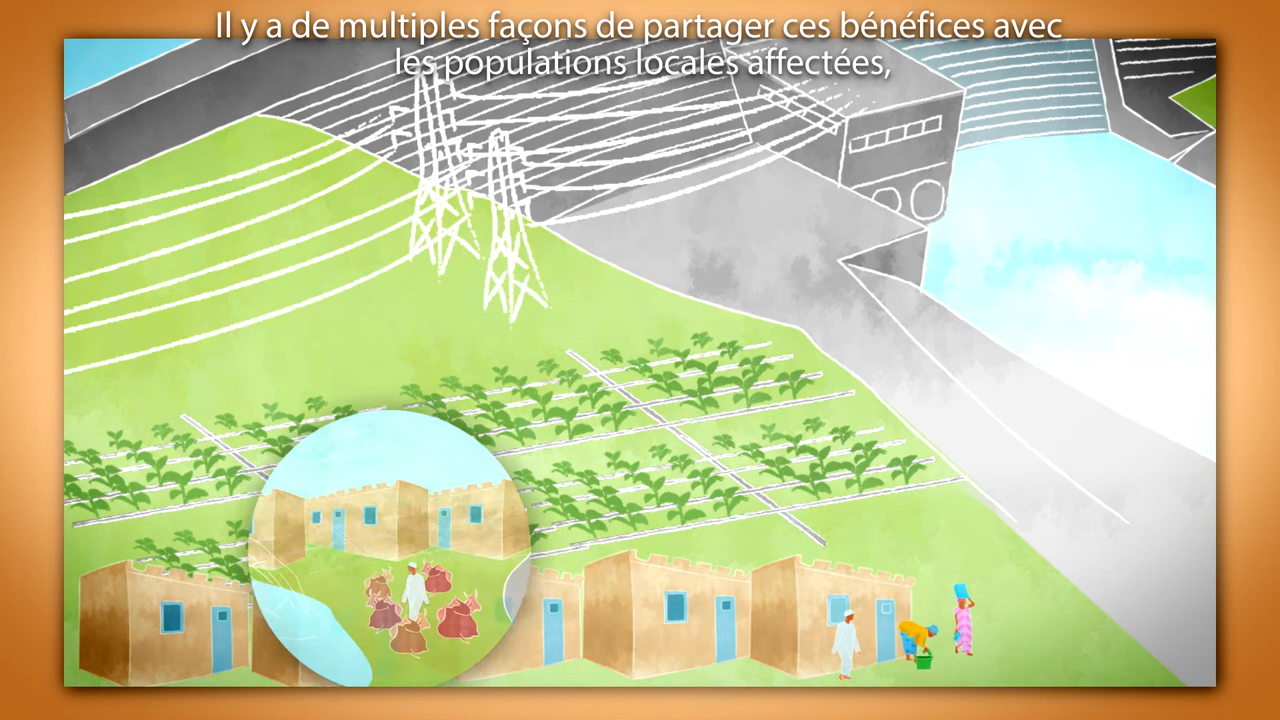 Il y a de multiples façons de partager ces bénéfices avec
les populations locales affectées,